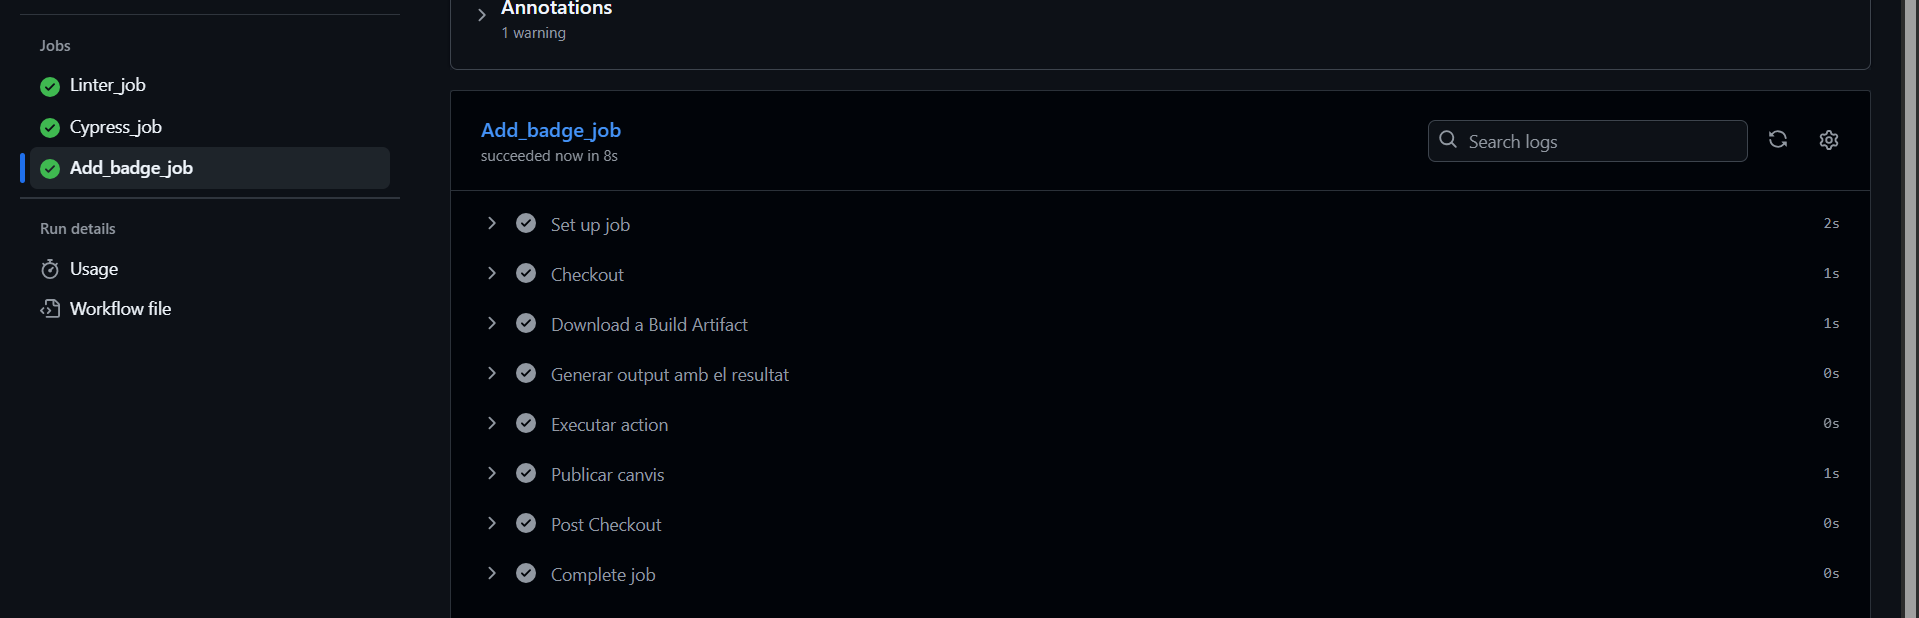 Jobs
Linter_job
Cypress_job
Add_badge_job
Run details
Usage
Workflow file
Annotations
1 warning
Add_badge_job
succeeded now in 8s
Search logs
Set up job 2s
Checkout 1s
Download a Build Artifact 1s
Generar output amb el resultat 0s
Executar action 0s
Publicar canvis 1s
Post Checkout 0s
Complete job 0s